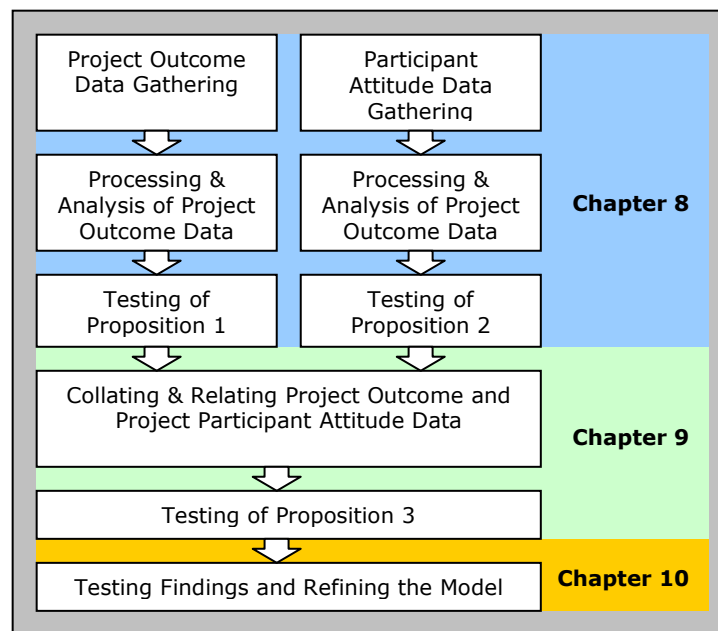 Project Outcome
Data Gathering
Participant
Attitude Data
Gathering
Processing &
Analysis of Project
Outcome Data
Processing &
Analysis of Project
Outcome Data
Chapter 8
Testing of
Proposition 1
Testing of
Proposition 2
Collating & Relating Project Outcome and
Project Participant Attitude Data
Chapter 9
Testing of Proposition 3
Testing Findings and Refining the Model
Chapter 10